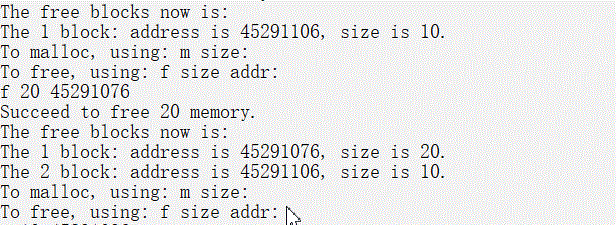 The free blocks now is:
The 1 block: address is 45291106, size is 10.
To malloc, using: m size:
To free, using: f size addr:
f 20 45291076
Succeed to free 20 memory.
The free blocks now is:
The 1 block: address is 45291076, size is 20.
The 2 block: address is 45291106, size is 10.
To malloc, using: m size:
To free, using: f size addr: